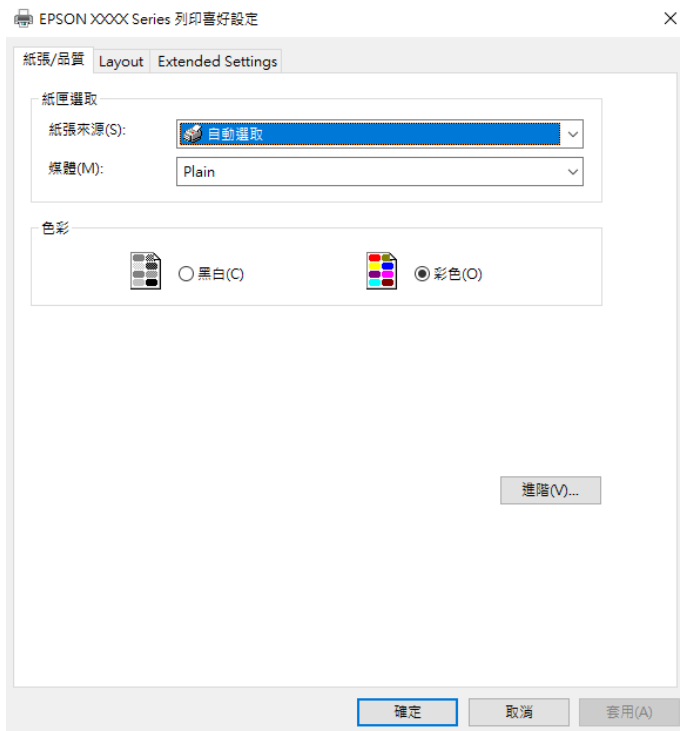 EPSON XXXX Series 列印喜好設定
紙張/品質 Layout Extended Settings
紙匣選取
紙張來源(S): 自動選取
媒體(M): Plain
色彩
黑白(C) 彩色(O)
進階(V)...
確定 取消 套用(A)